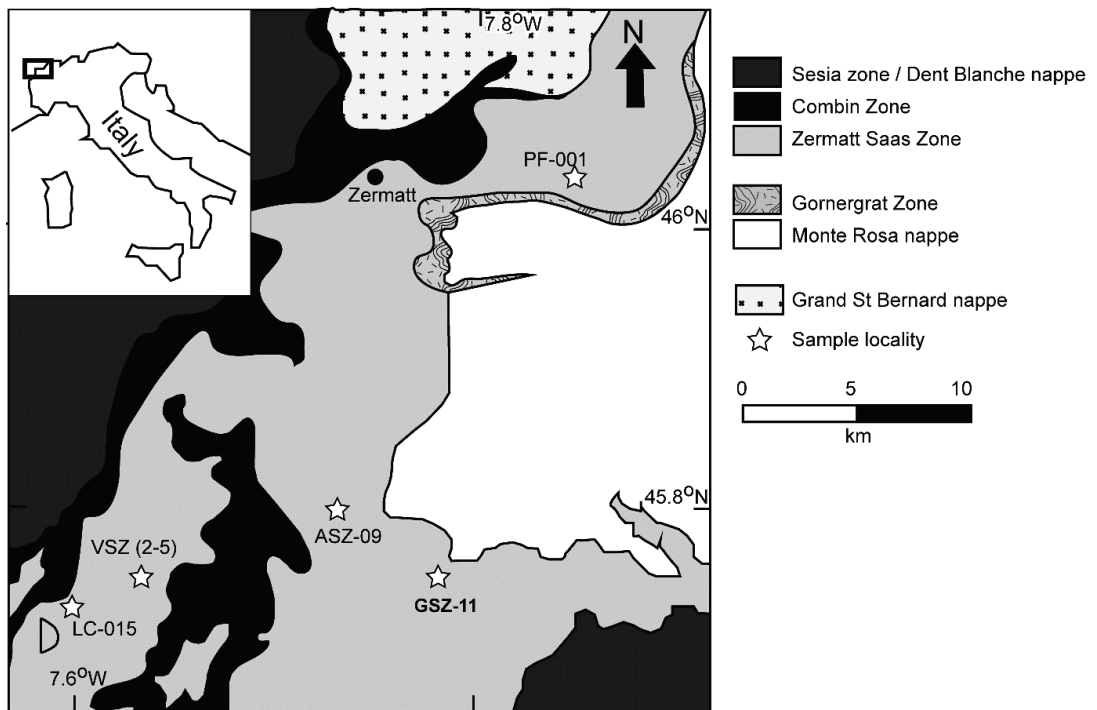 7.8°W
N
Italy
PF-001
Zermatt
46°N
45.8°N
ASZ-09
VSZ (2-5)
GSZ-11
LC-015
7.6°W
Sesia zone / Dent Blanche nappe
Combin Zone
Zermatt Saas Zone
Gornergrat Zone
Monte Rosa nappe
Grand St Bernard nappe
Sample locality
0 5 10
km